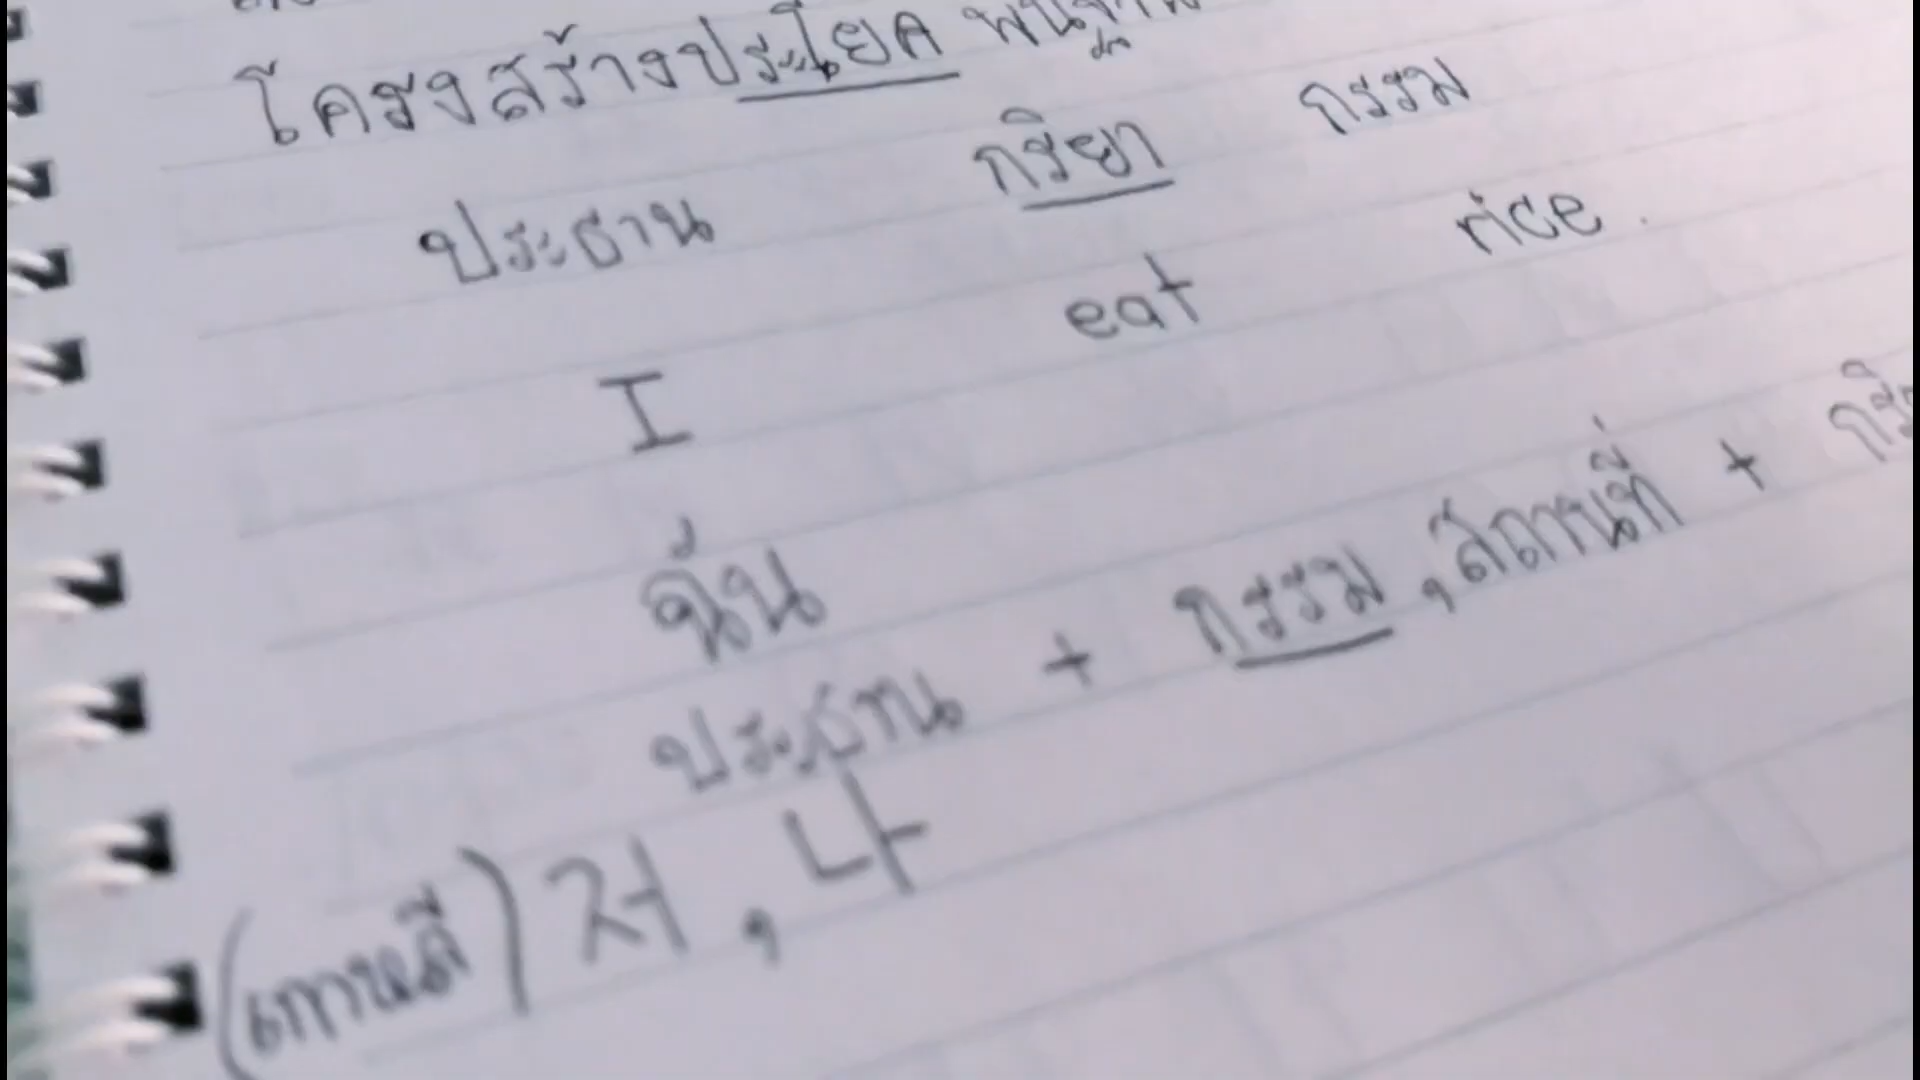 โครงสร้างประโยค
ประธาน กริยา กรรม
I eat rice.
ฉัน
ประธาน + กรรม, สถานที่ +
(เกาหลี) 저, 나